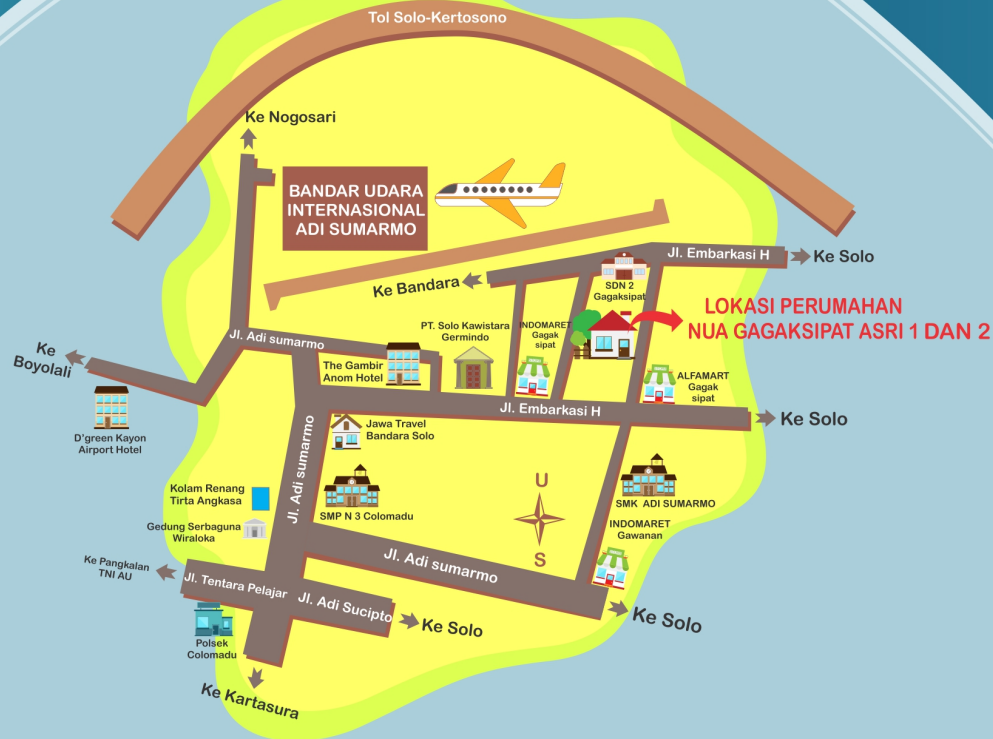 Tol Solo-Kertosono
Ke Nogosari
BANDAR UDARA
INTERNASIONAL
ADI SUMARMO
Jl. Embarkasi H
Ke Solo
Ke Bandara
SDN 2
Gagaksipat
LOKASI PERUMAHAN
NUA GAGAKSIPAT ASRI 1 DAN 2
PT. Solo Kawistara
Germindo
INDOMARET
Gagak
sipat
Jl. Adi sumarmo
Ke
Boyolali
The Gambir
Anom Hotel
ALFAMART
Gagak
sipat
Jl. Embarkasi H
Ke Solo
D'green Kayon
Airport Hotel
Jawa Travel
Bandara Solo
Jl. Adi sumarmo
Kolam Renang
Tirta Angkasa
SMP N 3 Colomadu
U
S
SMK ADI SUMARMO
Gedung Serbaguna
Wiraloka
INDOMARET
Gawanan
Jl. Adi sumarmo
Ke Pangkalan
TNI AU
Jl. Tentara Pelajar
Jl. Adi Sucipto
Ke Solo
Ke Solo
Polsek
Colomadu
Ke Kartasura